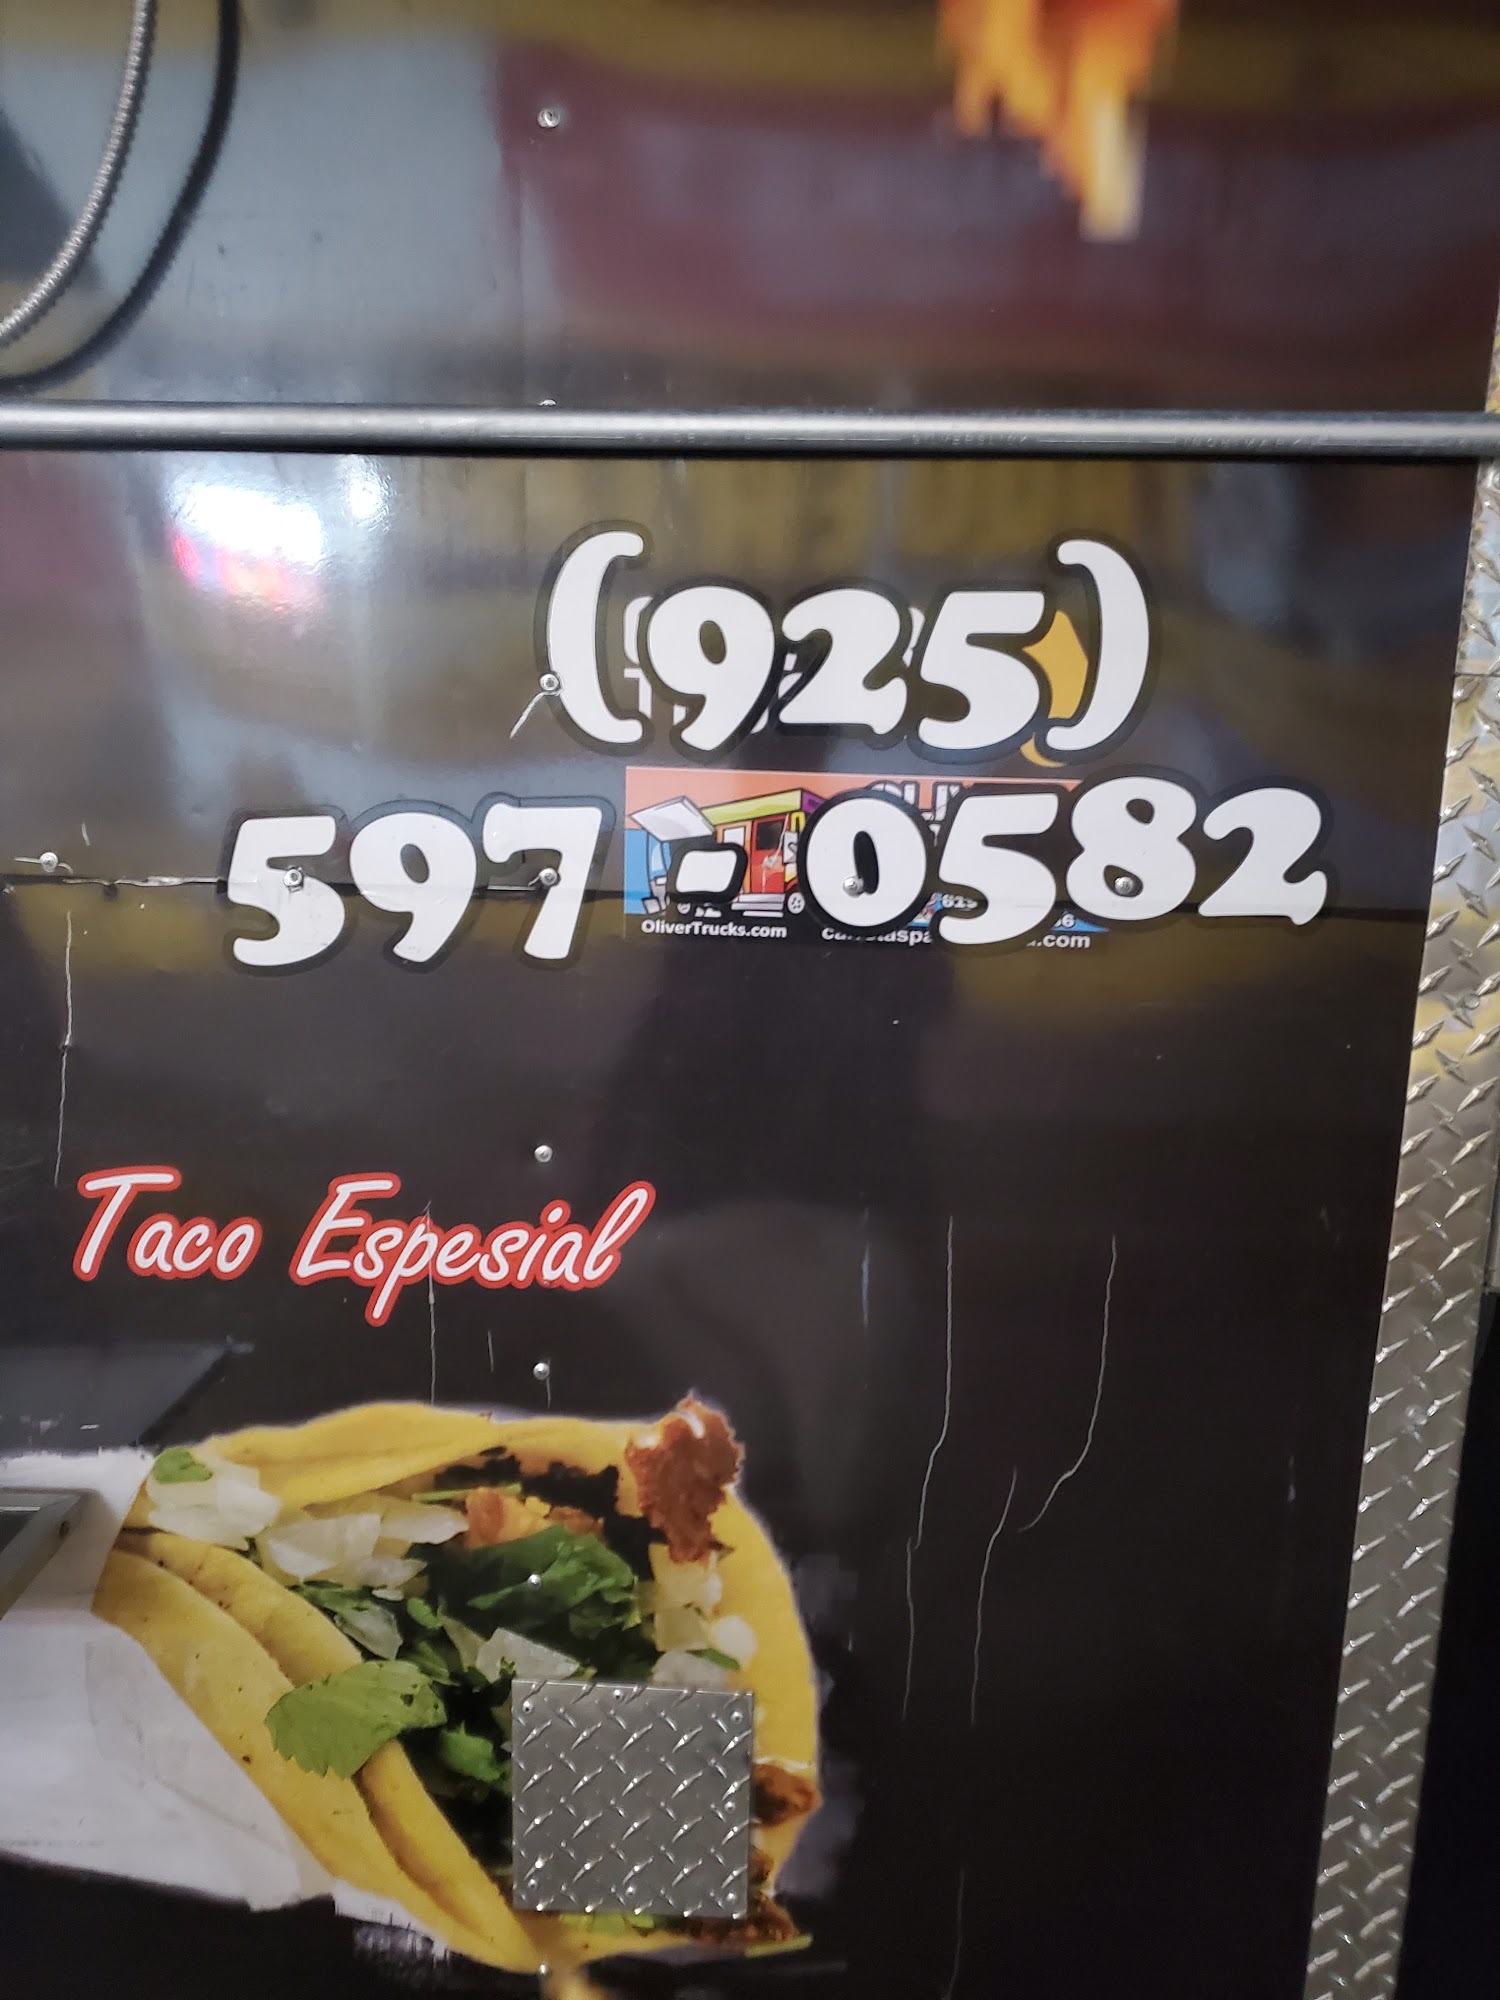 (925)
597-0582
OliverTrucks.com
Taco Espesial